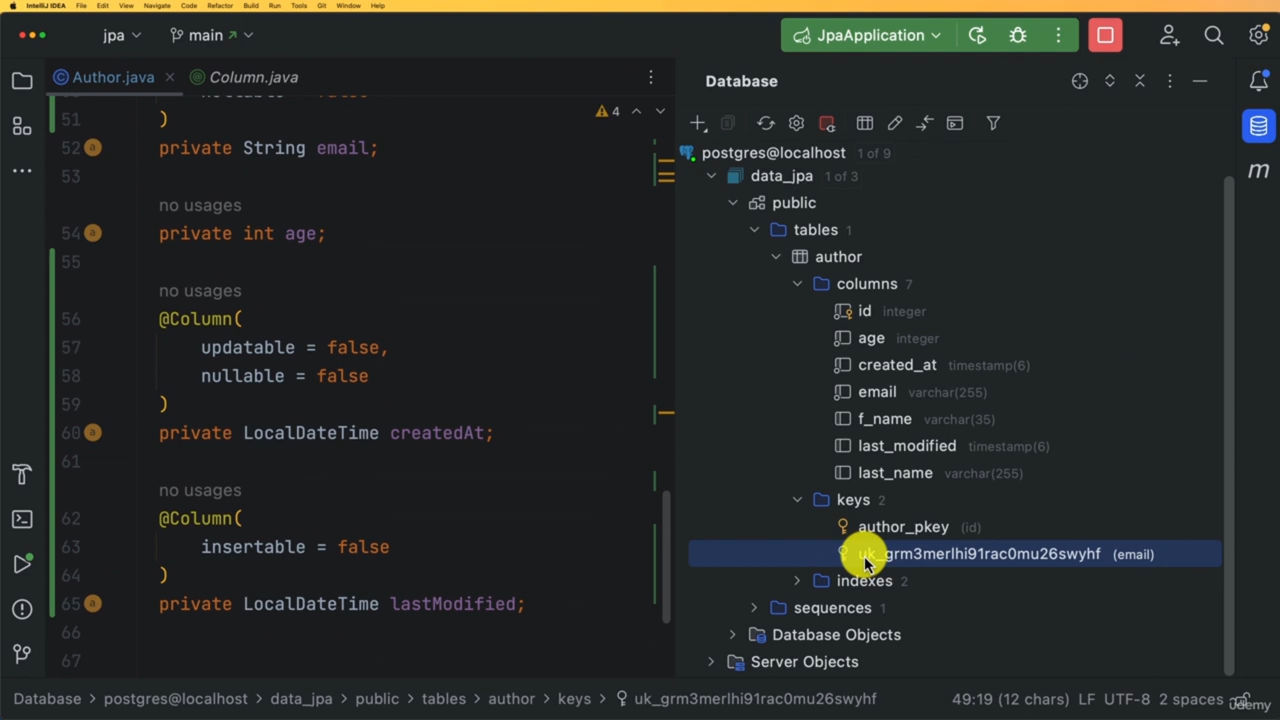 IntelliJ IDEA File Edit View Navigate Code Refactor Build Run Tools Git Window Help
jpa main JpaApplication
Author.java Column.java
Database
51 )
4
52 private String email;
53
no usages
54 private int age;
55
no usages
56 @Column(
57 updatable = false,
58 nullable = false
59 )
60 private LocalDateTime createdAt;
61
no usages
62 @Column(
63 insertable = false
64 )
65 private LocalDateTime lastModified;
66
67
postgres@localhost 1 of 9
data_jpa 1 of 3
public
tables 1
author
columns 7
id integer
age integer
created_at timestamp(6)
email varchar(255)
f_name varchar(35)
last_modified timestamp(6)
last_name varchar(255)
keys 2
author_pkey (id)
uk_grm3merlhi91rac0mu26swyhf (email)
indexes 2
sequences 1
Database Objects
Server Objects
m
Database > postgres@localhost > data_jpa > public > tables > author > keys > uk_grm3merlhi91rac0mu26swyhf
49:19 (12 chars) LF UTF-8 2 spaces
udemy